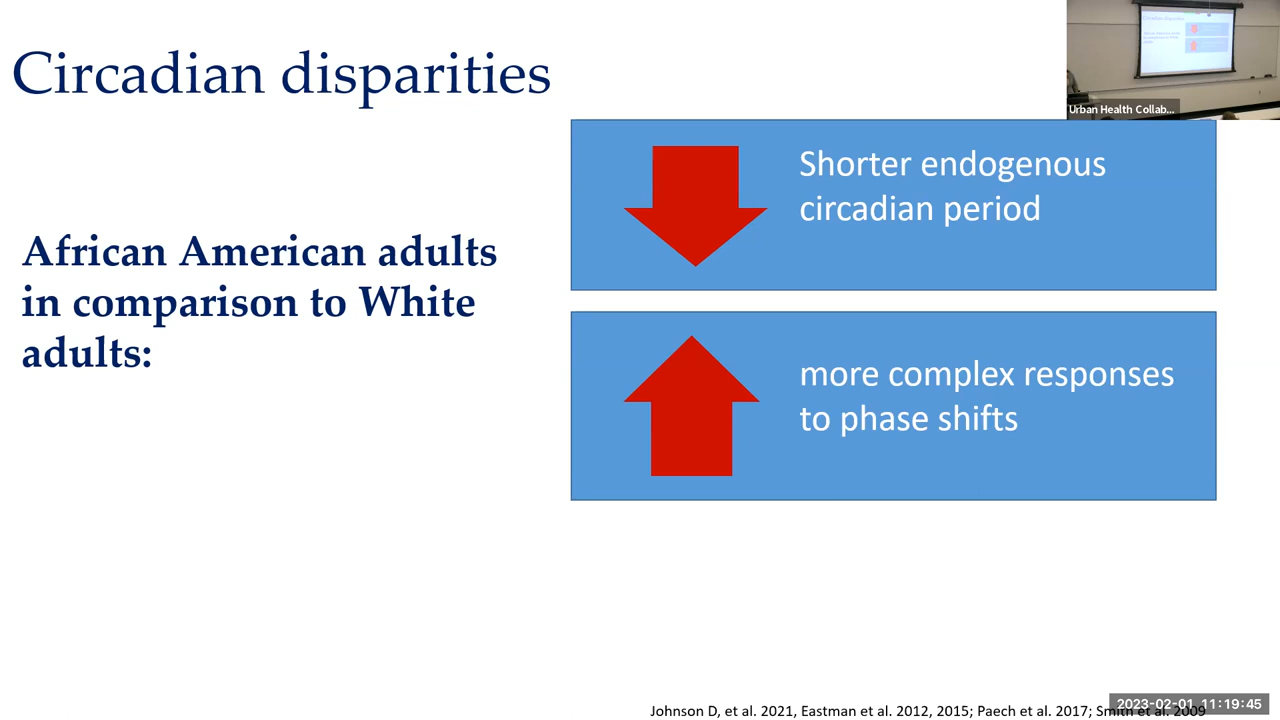 Circadian disparities
Urban Health Collab...
Shorter endogenous
circadian period
African American adults
in comparison to White
adults:
more complex responses
to phase shifts
Johnson D, et al. 2021, Eastman et al. 2012, 2015; Paech et al. 2017; Smith et al. 2009
2023-02-01 11:19:45